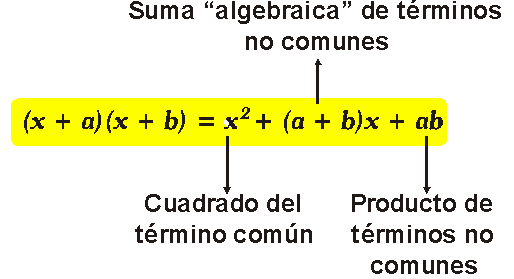 Suma “algebraica” de términos
no comunes
(x + a)(x + b) = x² + (a + b)x + ab
Cuadrado del
término común
Producto de
términos no
comunes